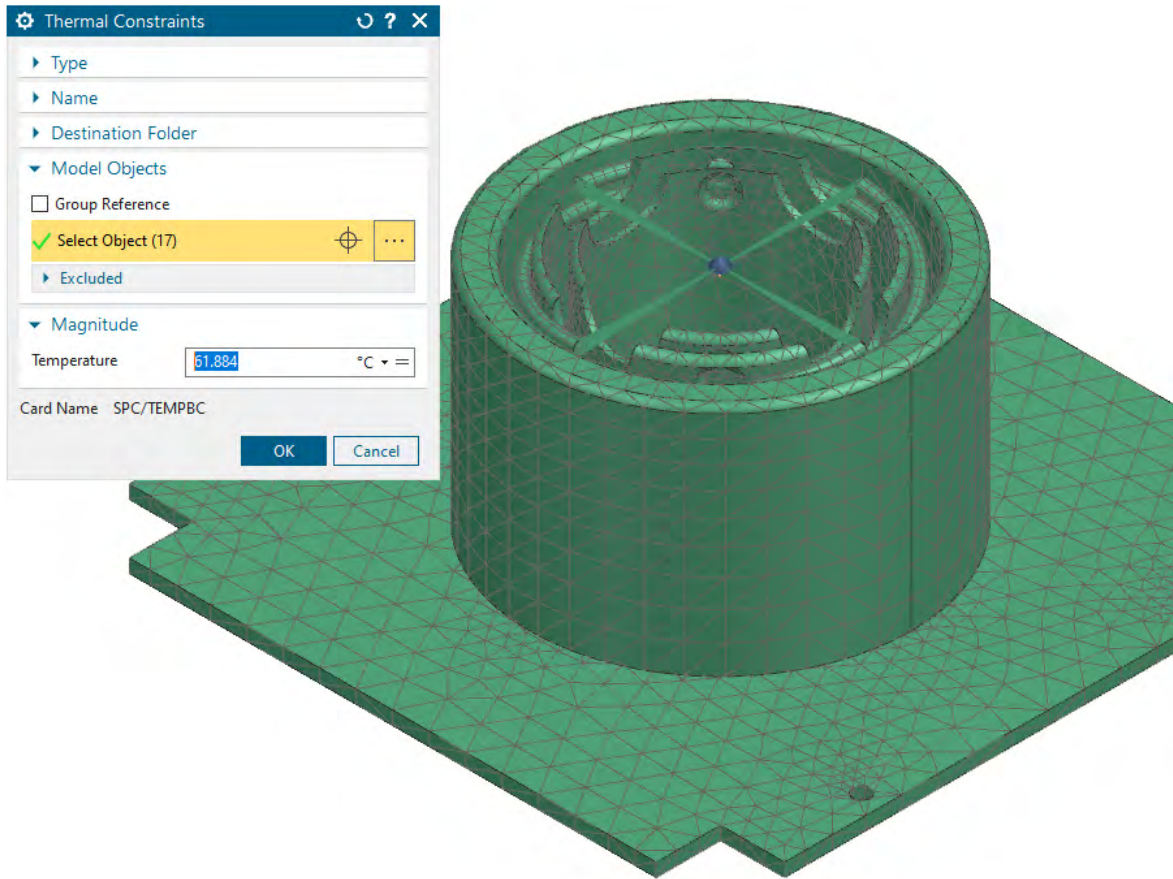 Thermal Constraints
Type
Name
Destination Folder
Model Objects
Group Reference
Select Object (17)
Excluded
Magnitude
Temperature 61.884 °C
Card Name SPC/TEMPBC
OK Cancel